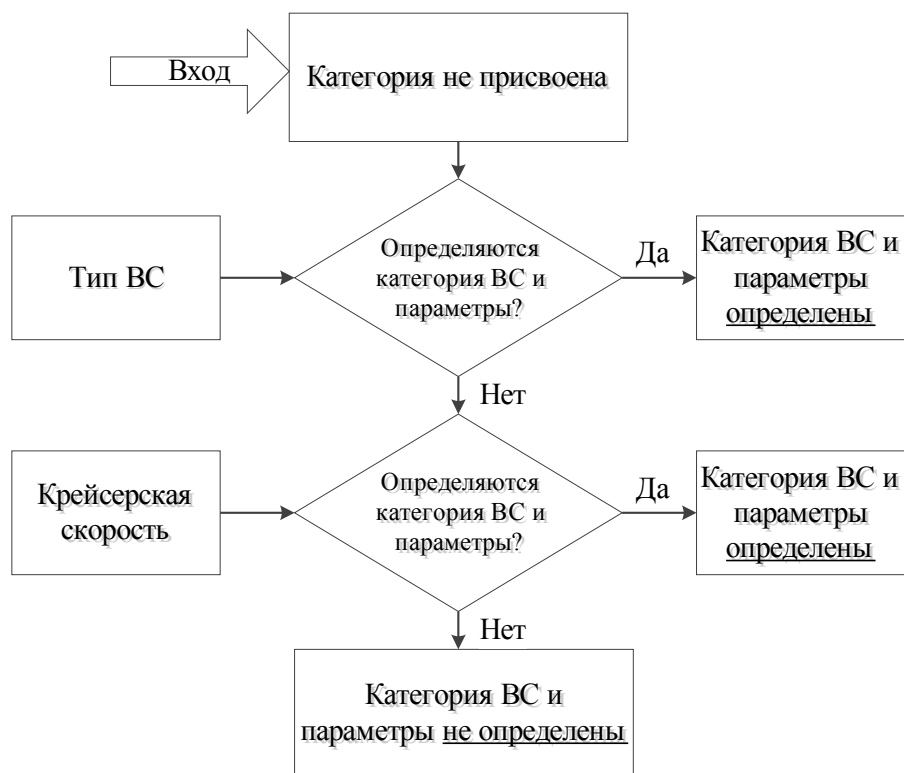 Вход
Категория не присвоена
Тип ВС
Определяются
категория ВС и
параметры?
Да
Категория ВС и
параметры
определены
Нет
Крейсерская
скорость
Определяются
категория ВС и
параметры?
Да
Категория ВС и
параметры
определены
Нет
Категория ВС и
параметры не определены